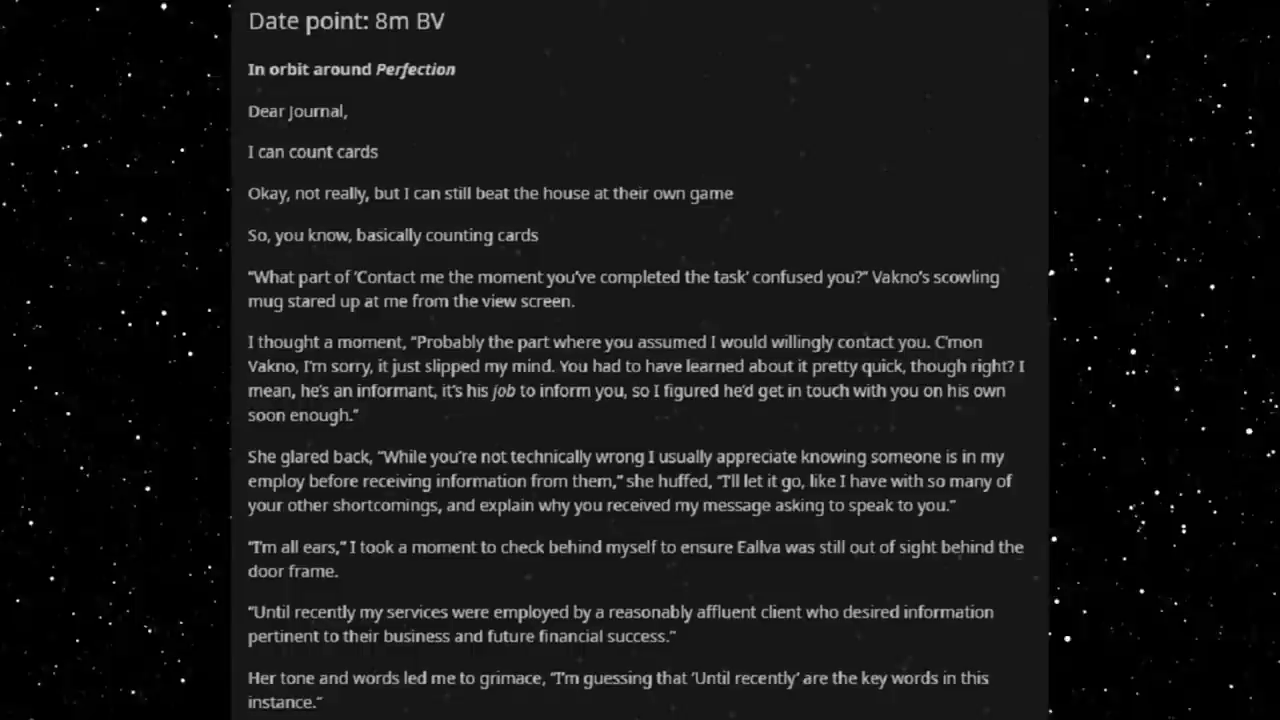 Date point: 8m BV
In orbit around Perfection
Dear Journal,
I can count cards
Okay, not really, but I can still beat the house at their own game
So, you know, basically counting cards
“What part of ‘Contact me the moment you’ve completed the task’ confused you?” Vakno’s scowling
mug stared up at me from the view screen.
I thought a moment, “Probably the part where you assumed I would willingly contact you. C’mon
Vakno, I’m sorry, it just slipped my mind. You had to have learned about it pretty quick, though right? I
mean, he’s an informant, it’s his job to inform you, so I figured he’d get in touch with you on his own
soon enough.”
She glared back, “While you’re not technically wrong I usually appreciate knowing someone is in my
employ before receiving information from them,” she huffed, “I’ll let it go, like I have with so many of
your other shortcomings, and explain why you received my message asking to speak to you.”
“I’m all ears,” I took a moment to check behind myself to ensure Eallva was still out of sight behind the
door frame.
“Until recently my services were employed by a reasonably affluent client who desired information
pertinent to their business and future financial success.”
Her tone and words led me to grimace, “I’m guessing that ‘Until recently’ are the key words in this
instance.”